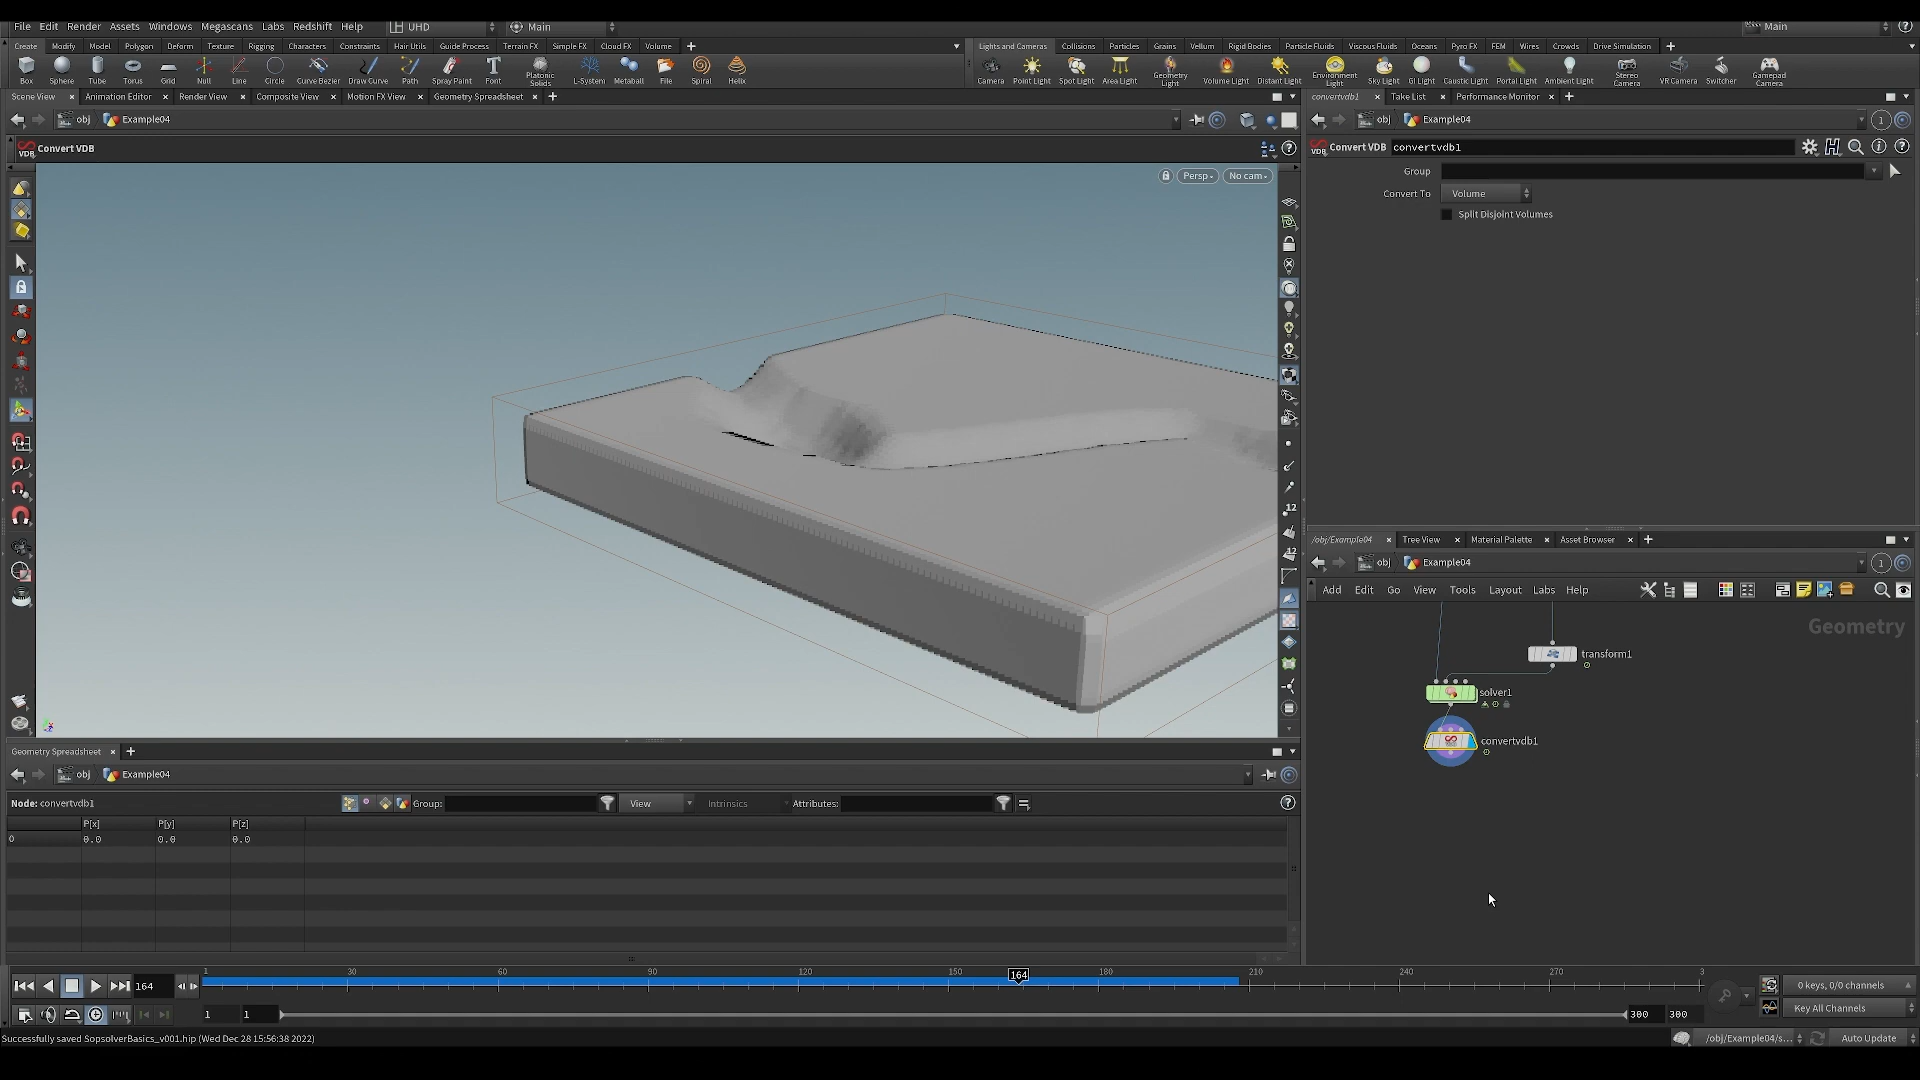 File Edit Render Assets Windows Megascans Labs Redshift Help UHD Main Main
Create Modify Model Polygon Deform Texture Rigging Characters Constraints Hair Utils Guide Process Terrain FX Simple FX Cloud FX Volume
Lights and Cameras Collisions Particles Grains Vellum Rigid Bodies Particle Fluids Viscous Fluids Oceans Pyro FX FEM Wires Crowds Drive Simulation
Box Sphere Tube Torus Grid Null Line Circle Curve Bezier Draw Curve Path Spray Paint Font Platonic Solids L-System Metaball File Spiral Helix
Camera Point Light Spot Light Area Light Geometry Light Volume Light Distant Light Environment Light Sky Light GI Light Caustic Light Portal Light Ambient Light Stereo Camera VR Camera Switcher Gamepad Camera
Scene View Animation Editor Render View Composite View Motion FX View Geometry Spreadsheet
convertvdb1 Take List Performance Monitor
obj Example04
obj Example04 1
VDB Convert VDB
VDB Convert VDB convertvdb1
Group
Convert To Volume
Split Disjoint Volumes
Persp No cam
12
12
/obj/Example04 Tree View Material Palette Asset Browser
obj Example04 1
Add Edit Go View Tools Layout Labs Help
Geometry
transform1
solver1
convertvdb1
Geometry Spreadsheet
obj Example04
Node: convertvdb1 Group: View Intrinsics Attributes:
P[x] P[y] P[z]
0 0.0 0.0 0.0
164 1 30 60 90 120 150 164 180 210 240 270 3
0 keys, 0/0 channels
1 1 300 300
Key All Channels
Successfully saved SopsolverBasics_v001.hip (Wed Dec 28 15:56:38 2022)
/obj/Example04/s... Auto Update